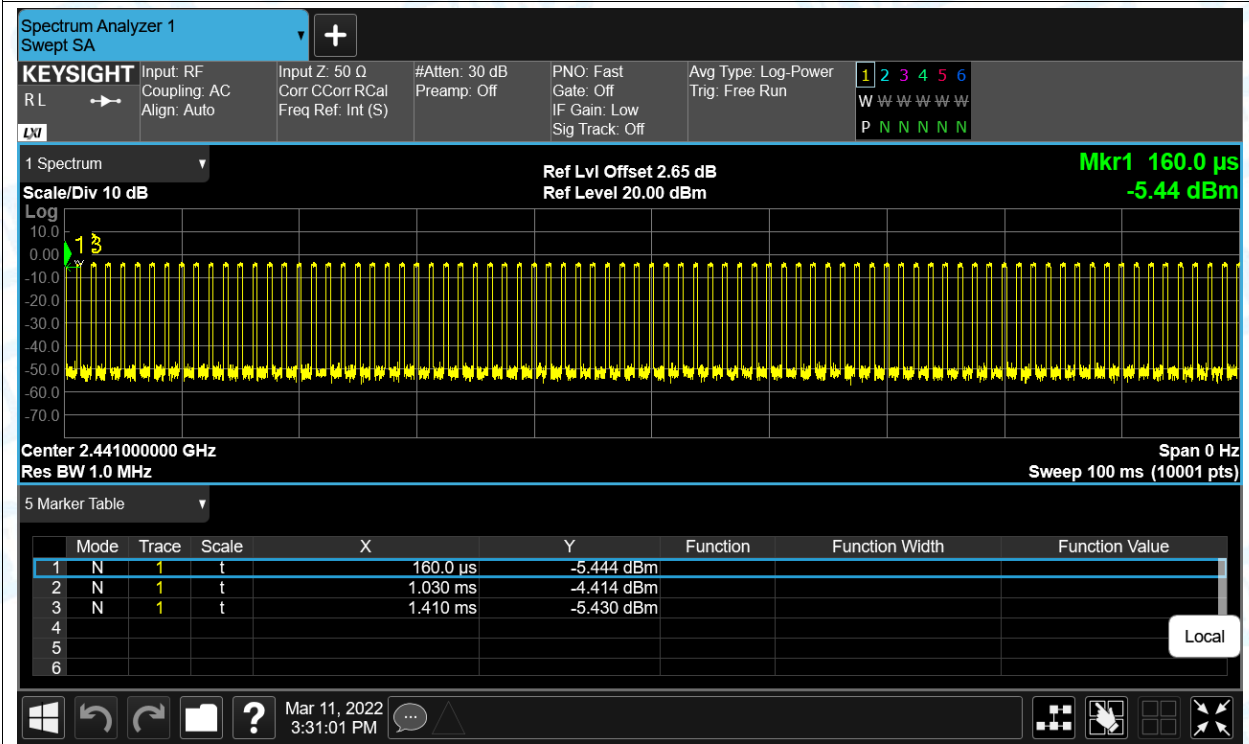 Spectrum Analyzer 1
Swept SA
+
KEYSIGHT
R L
LXI
Input: RF
Coupling: AC
Align: Auto
Input Z: 50 Ω
Corr CCorr RCal
Freq Ref: Int (S)
#Atten: 30 dB
Preamp: Off
PNO: Fast
Gate: Off
IF Gain: Low
Sig Track: Off
Avg Type: Log-Power
Trig: Free Run
1 2 3 4 5 6
W W W W W W
P N N N N N
1 Spectrum
Scale/Div 10 dB
Ref Lvl Offset 2.65 dB
Ref Level 20.00 dBm
Mkr1 160.0 µs
-5.44 dBm
Log
10.0
0.00
-10.0
-20.0
-30.0
-40.0
-50.0
-60.0
-70.0
1 3
Center 2.441000000 GHz
Res BW 1.0 MHz
Span 0 Hz
Sweep 100 ms (10001 pts)
5 Marker Table
Mode Trace Scale X Y Function Function Width Function Value
1 N 1 t 160.0 µs -5.444 dBm
2 N 1 t 1.030 ms -4.414 dBm
3 N 1 t 1.410 ms -5.430 dBm
4
5
6
Local
?
Mar 11, 2022
3:31:01 PM